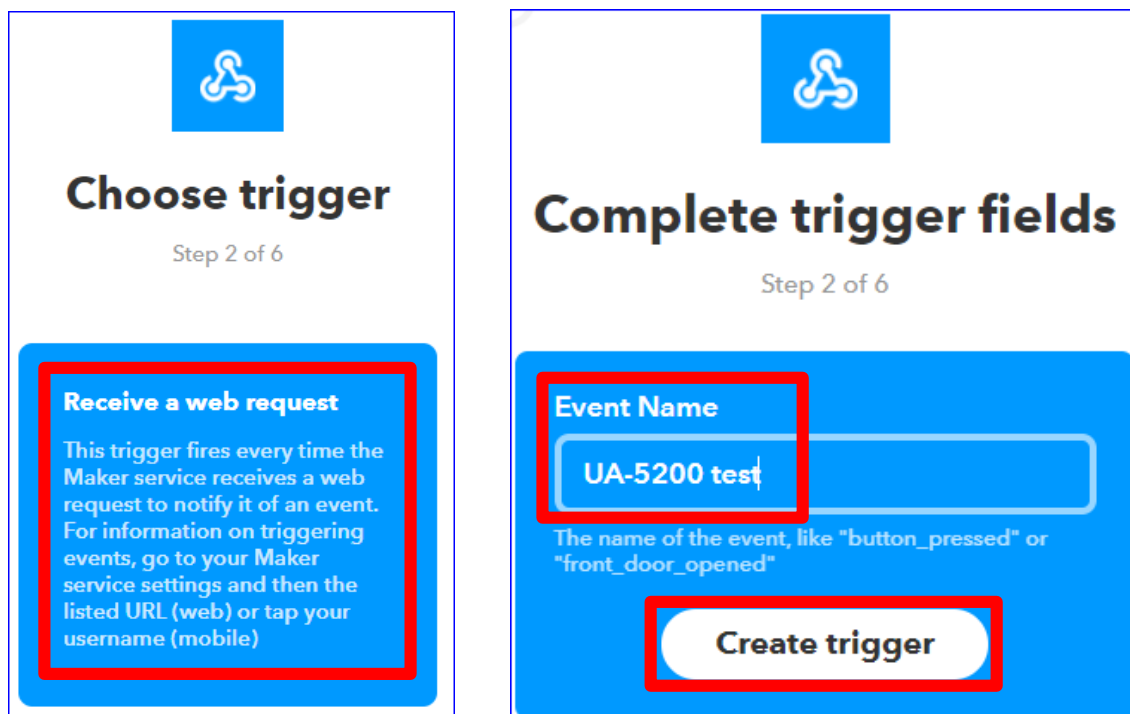 Choose trigger
Step 2 of 6
Receive a web request
This trigger fires every time the
Maker service receives a web
request to notify it of an event.
For information on triggering
events, go to your Maker
service settings and then the
listed URL (web) or tap your
username (mobile)
Complete trigger fields
Step 2 of 6
Event Name
UA-5200 test
The name of the event, like "button_pressed" or
"front_door_opened"
Create trigger